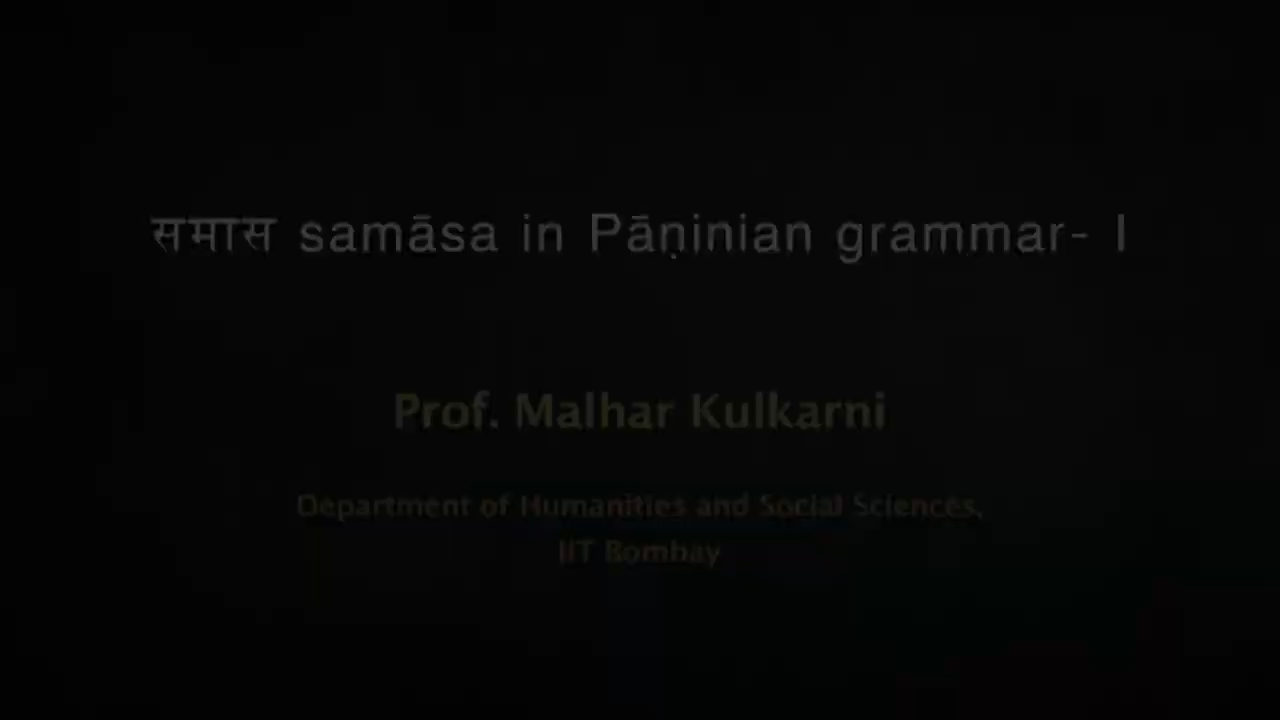 समास samāsa in Pāṇinian grammar- I
Prof. Malhar Kulkarni
Department of Humanities and Social Sciences,
IIT Bombay